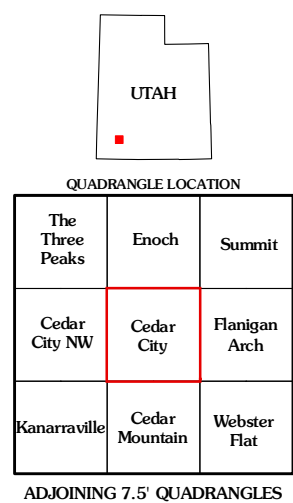 UTAH
QUADRANGLE LOCATION
The
Three
Peaks
Enoch
Summit
Cedar
City NW
Cedar
City
Flanigan
Arch
Kanarraville
Cedar
Mountain
Webster
Flat
ADJOINING 7.5' QUADRANGLES